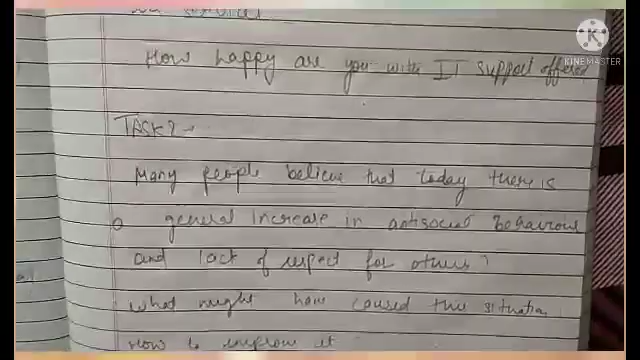 How happy are you with IT support offered
TASK 2 -
Many people believe that today there is
a general increase in antisocial behaviour
and lack of respect for others?
what might have caused this situation.
How to improve it
KINEMASTER